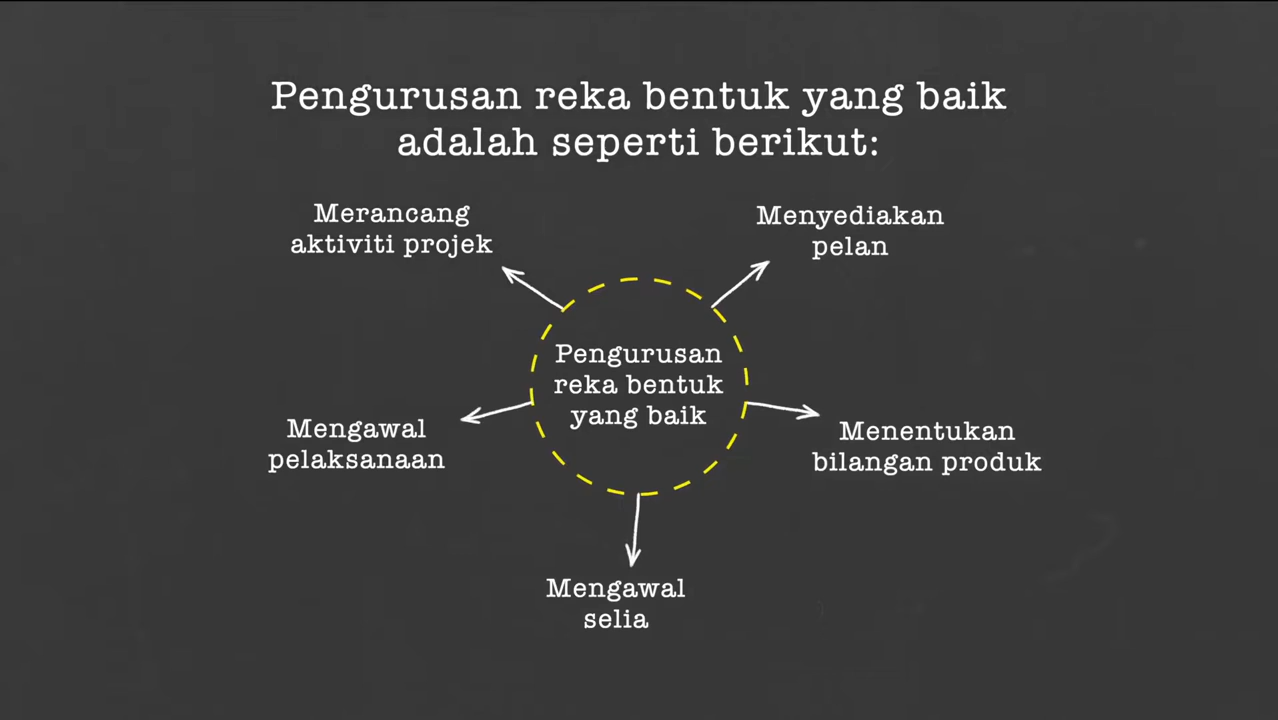 Pengurusan reka bentuk yang baik
adalah seperti berikut:
Merancang
aktiviti projek
Menyediakan
pelan
Pengurusan
reka bentuk
yang baik
Mengawal
pelaksanaan
Menentukan
bilangan produk
Mengawal
selia